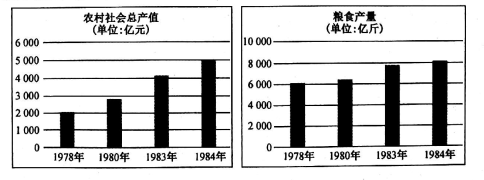 农村社会总产值
(单位:亿元)
6 000
5 000
4 000
3 000
2 000
1 000
0
1978年 1980年 1983年 1984年
粮食产量
(单位:亿斤)
10 000
8 000
6 000
4 000
2 000
0
1978年 1980年 1983年 1984年